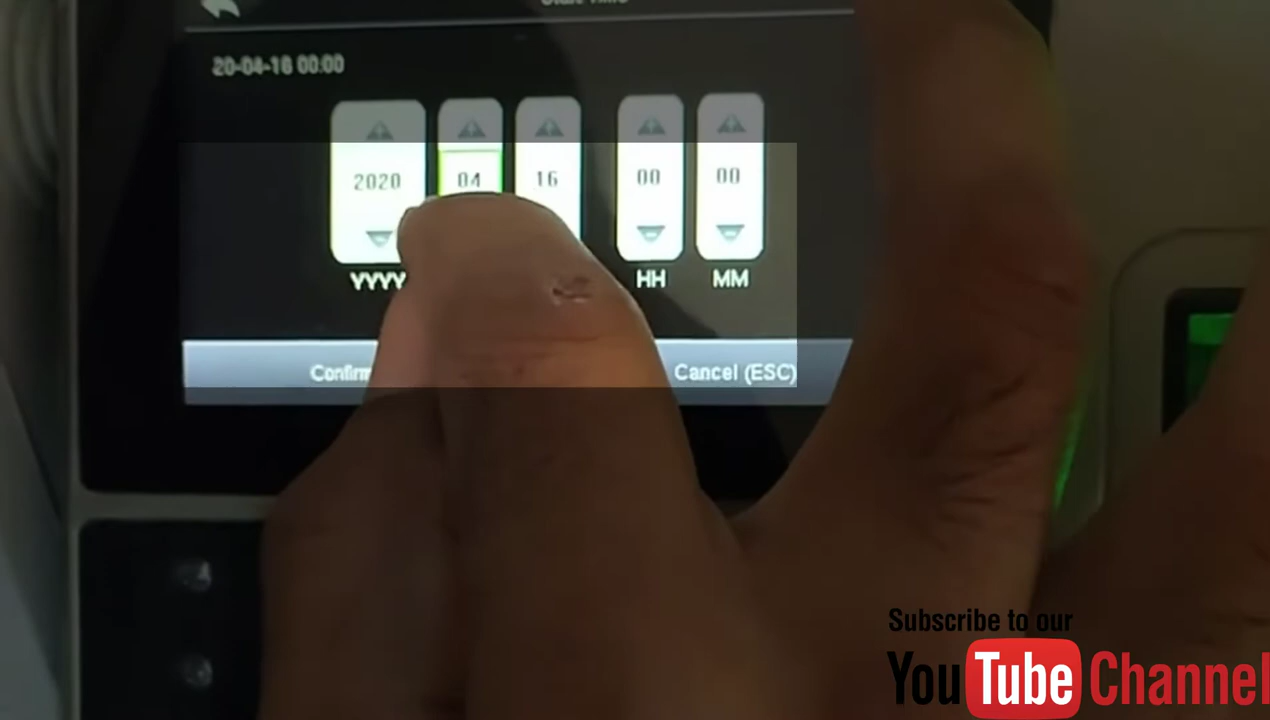 20-04-16 00:00
2020 04 16 00 00
YYYY HH MM
Confirm Cancel (ESC)
Subscribe to our
YouTube Channel